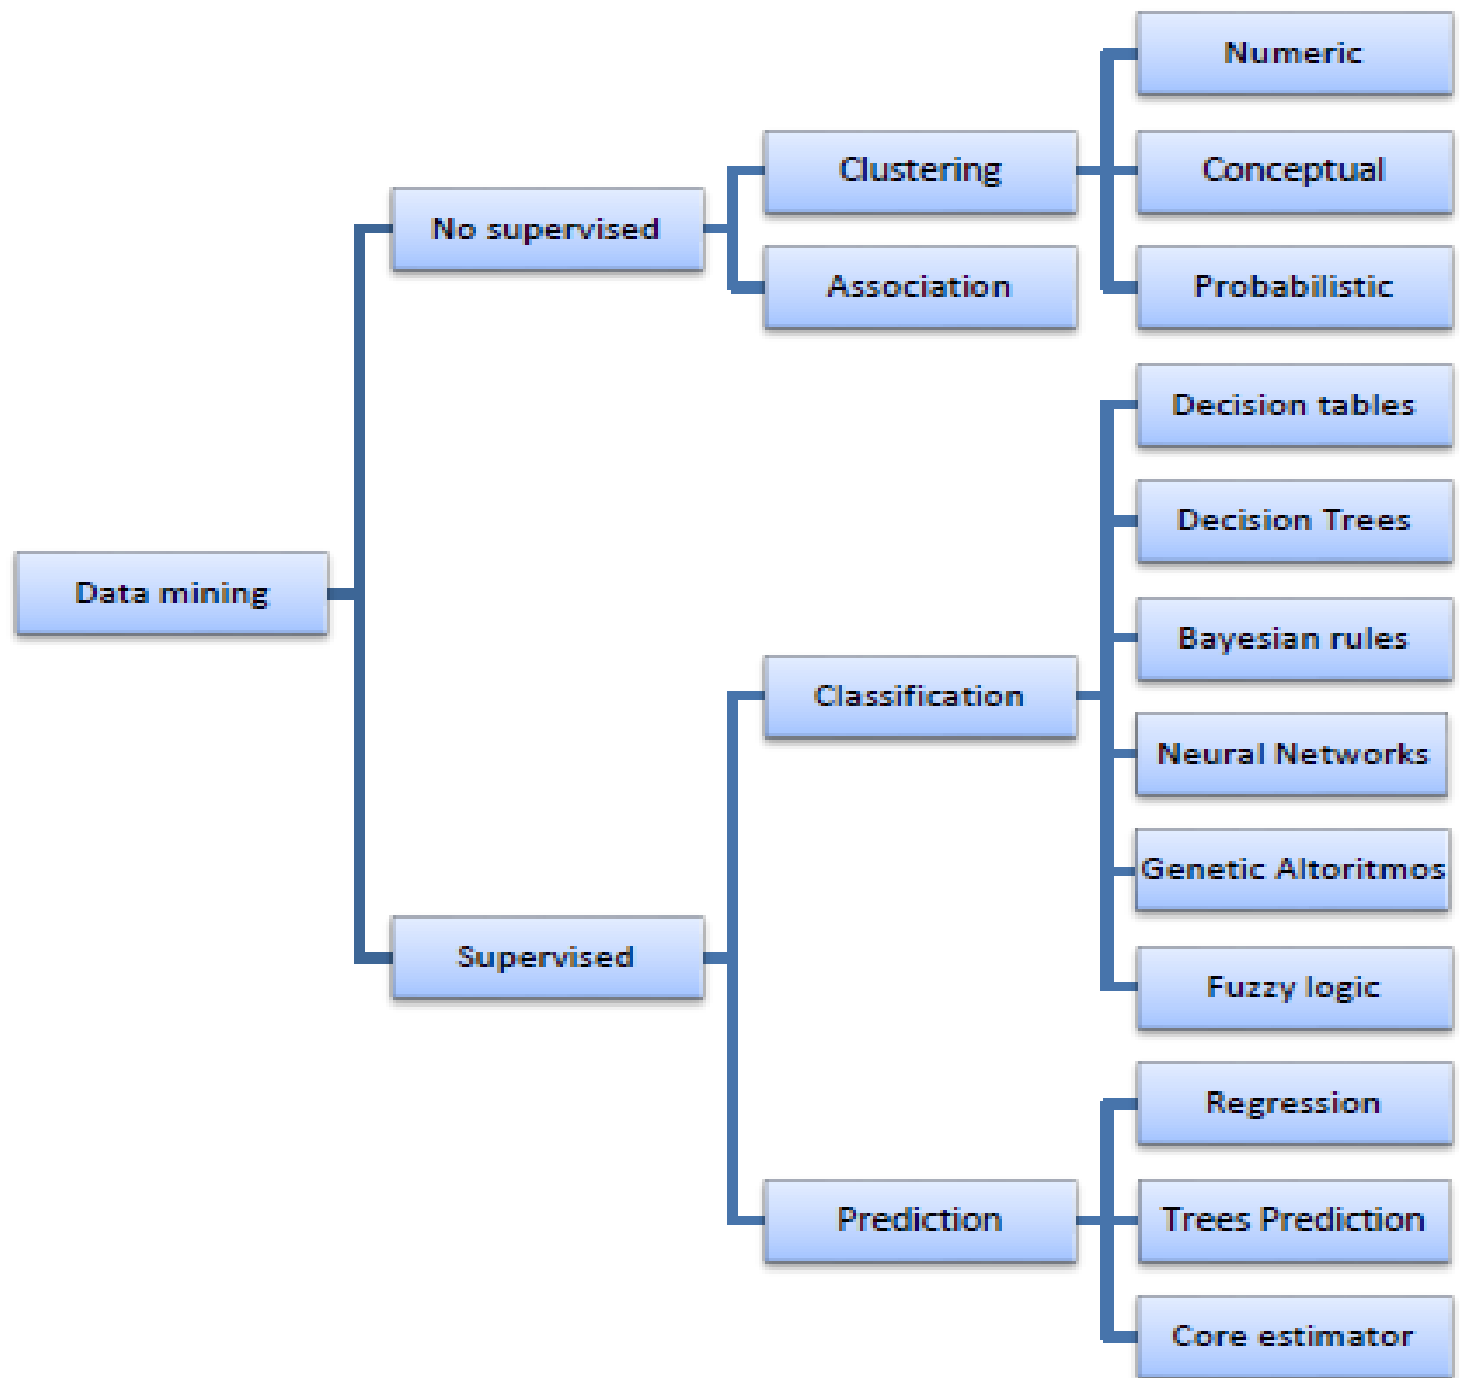 Numeric
Clustering
Conceptual
No supervised
Association
Probabilistic
Decision tables
Decision Trees
Data mining
Bayesian rules
Classification
Neural Networks
Genetic Altoritmos
Supervised
Fuzzy logic
Regression
Prediction
Trees Prediction
Core estimator